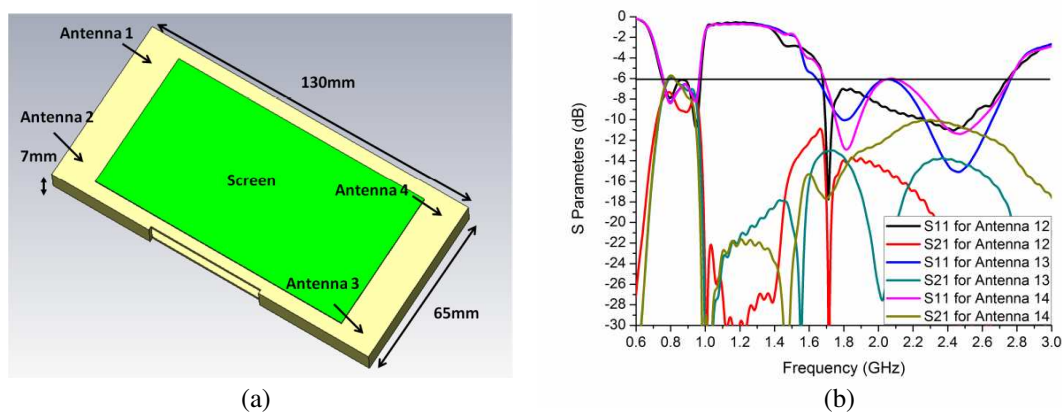 Antenna 1
130mm
Antenna 2
7mm
Screen
Antenna 4
Antenna 3
65mm
(a)
0
-2
-4
-6
-8
-10
-12
-14
-16
-18
-20
-22
-24
-26
-28
-30
S Parameters (dB)
S11 for Antenna 12
S21 for Antenna 12
S11 for Antenna 13
S21 for Antenna 13
S11 for Antenna 14
S21 for Antenna 14
0.6 0.8 1.0 1.2 1.4 1.6 1.8 2.0 2.2 2.4 2.6 2.8 3.0
Frequency (GHz)
(b)